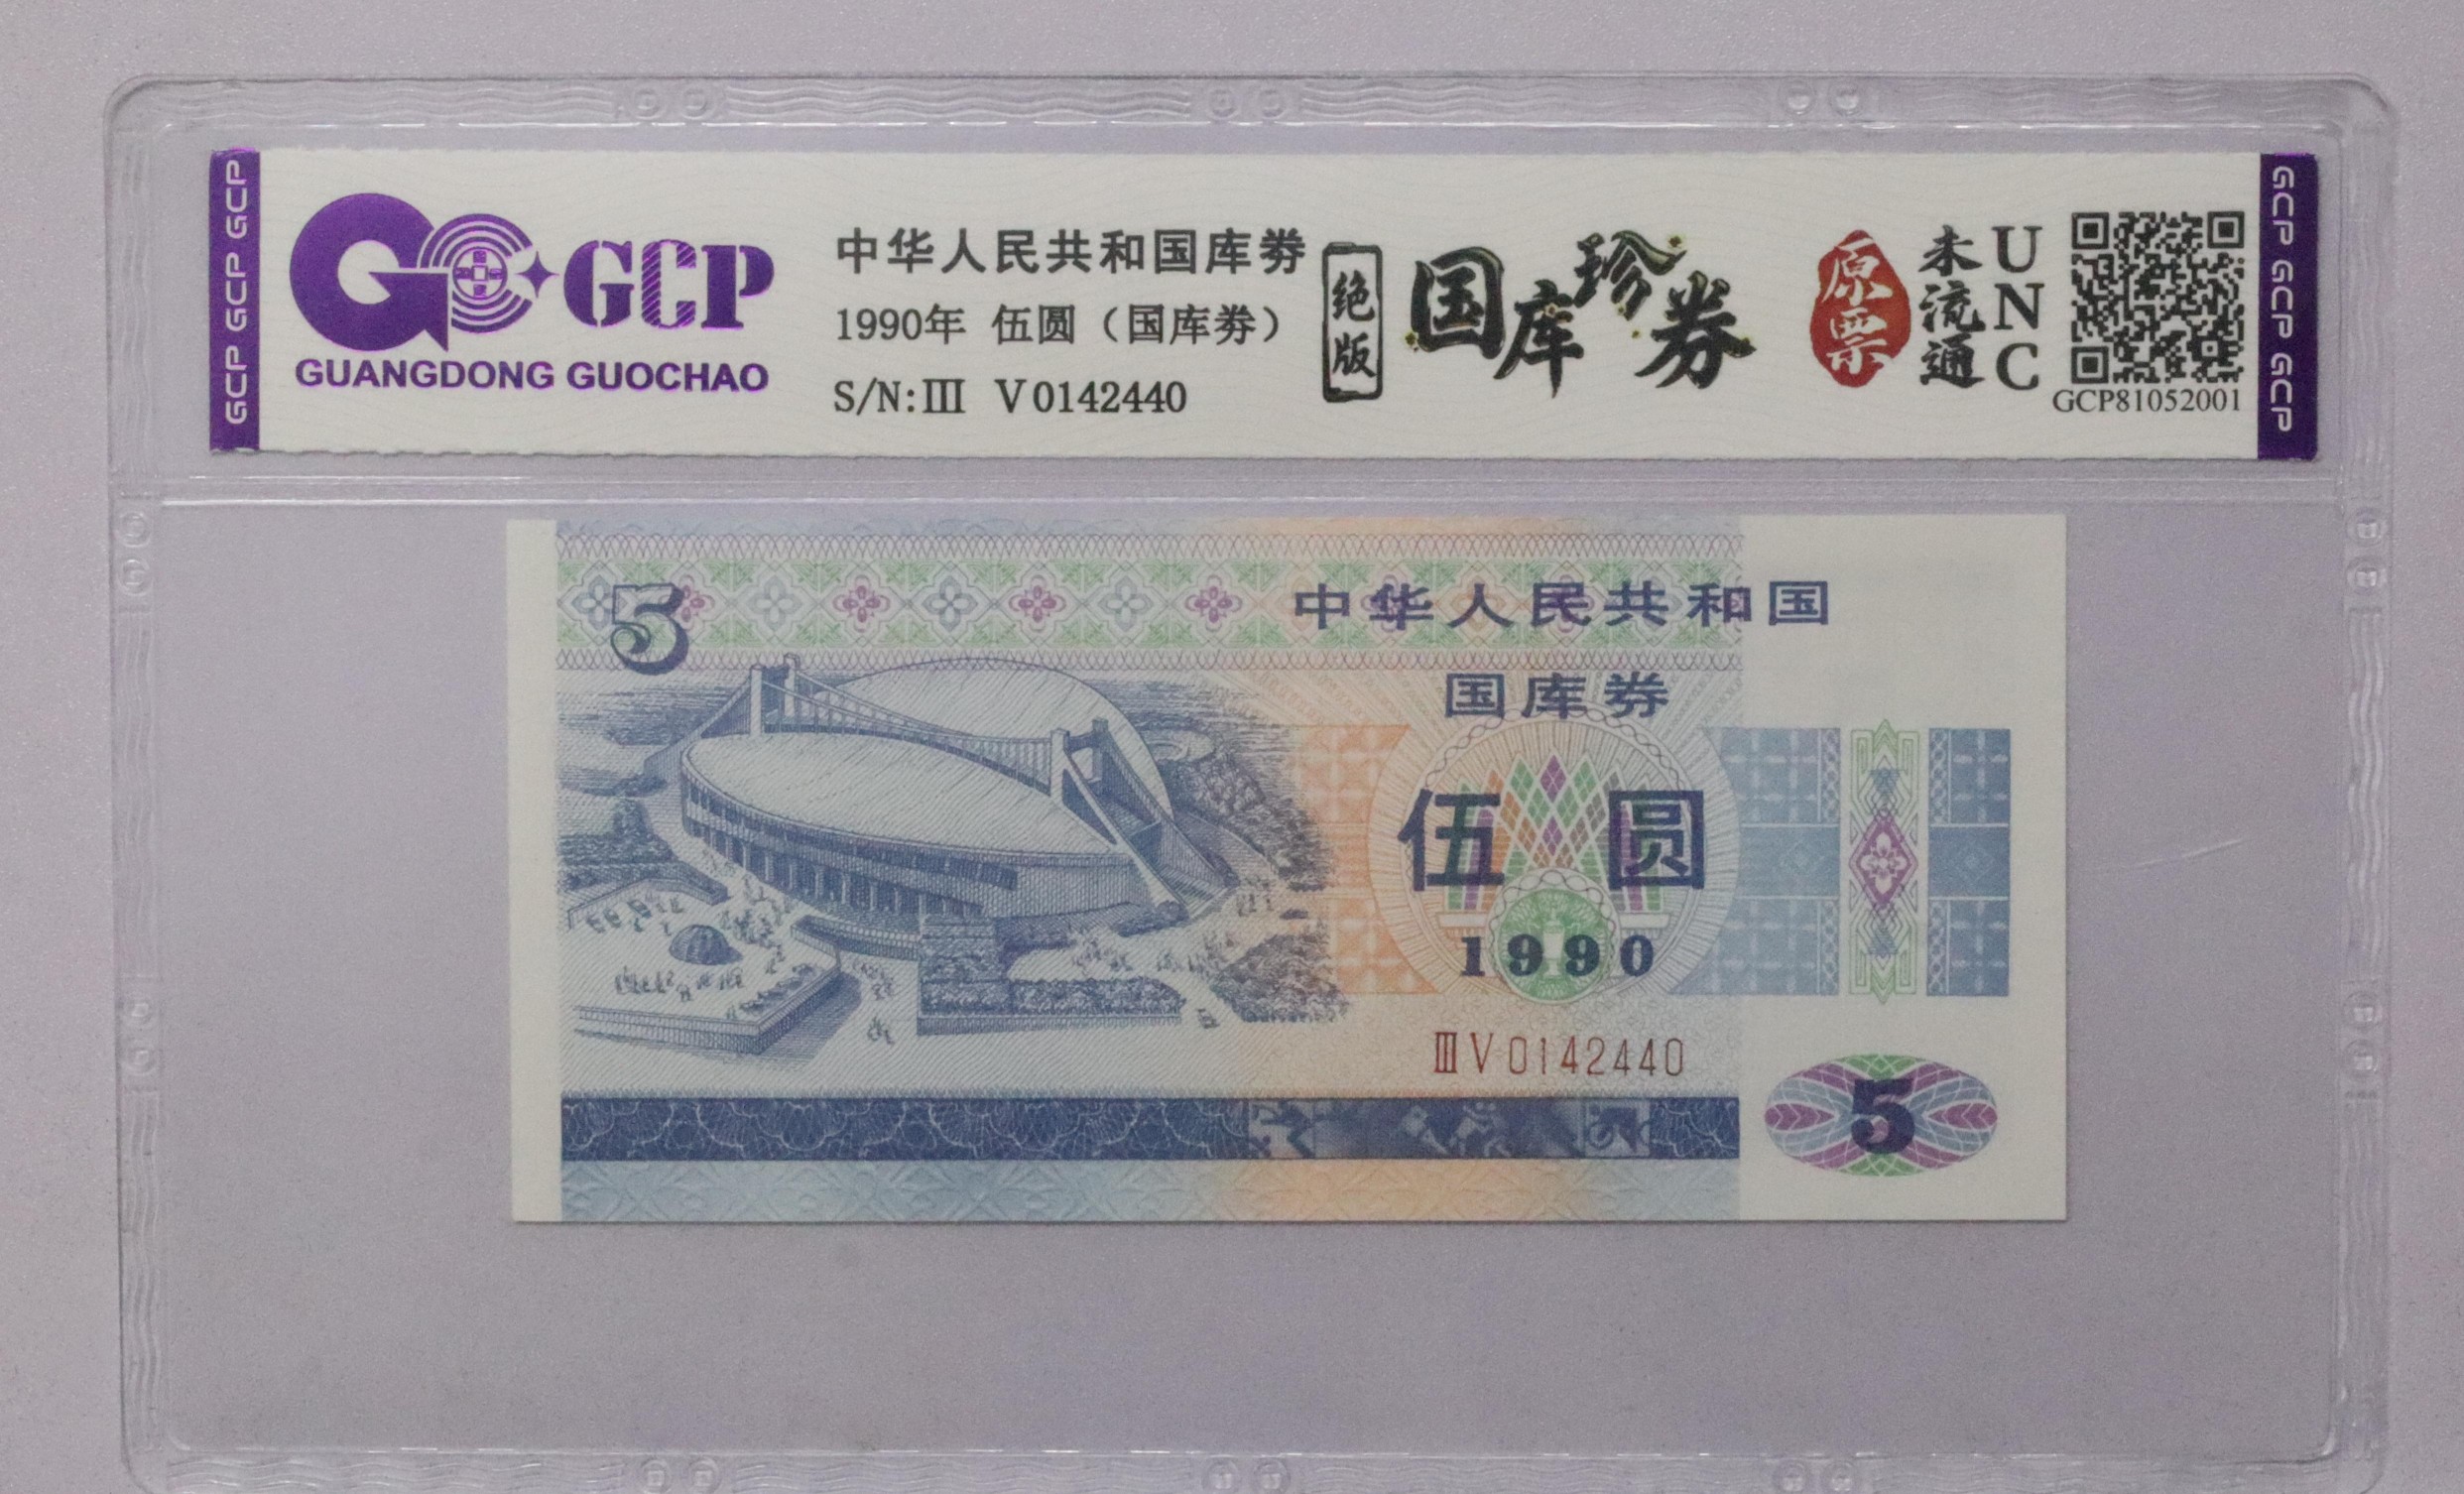 GCP GCP GCP
GCP
GUANGDONG GUOCHAO
中华人民共和国库券
1990年 伍圆（国库券）
S/N:III V0142440
绝版
国库珍券
原票
未流通
UNC
GCP81052001
GCP GCP GCP
5
中华人民共和国
国库券
伍圆
1990
III V 0142440
5